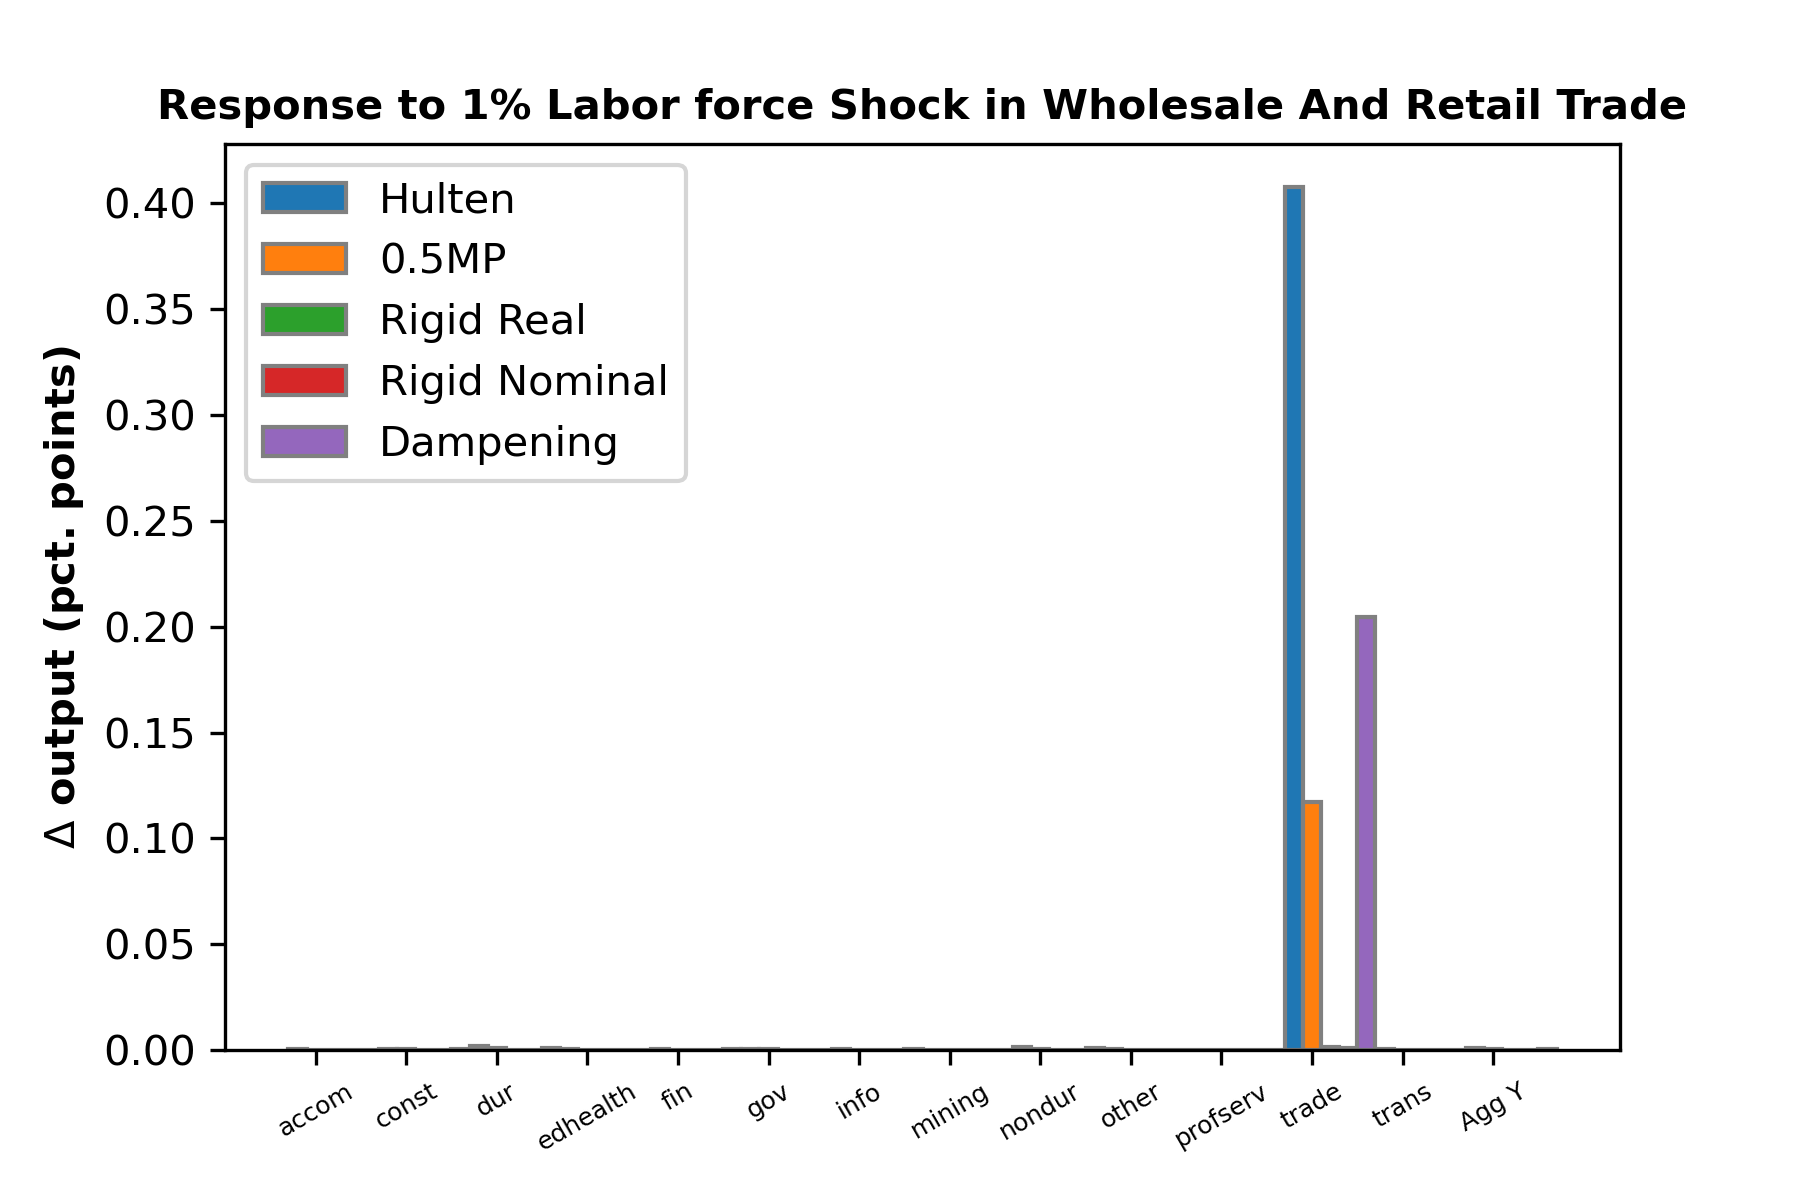 Response to 1% Labor force Shock in Wholesale And Retail Trade
Hulten
0.5MP
Rigid Real
Rigid Nominal
Dampening
Δ output (pct. points)
0.40
0.35
0.30
0.25
0.20
0.15
0.10
0.05
0.00
accom const dur edhealth fin gov info mining nondur other profserv trade trans Agg Y